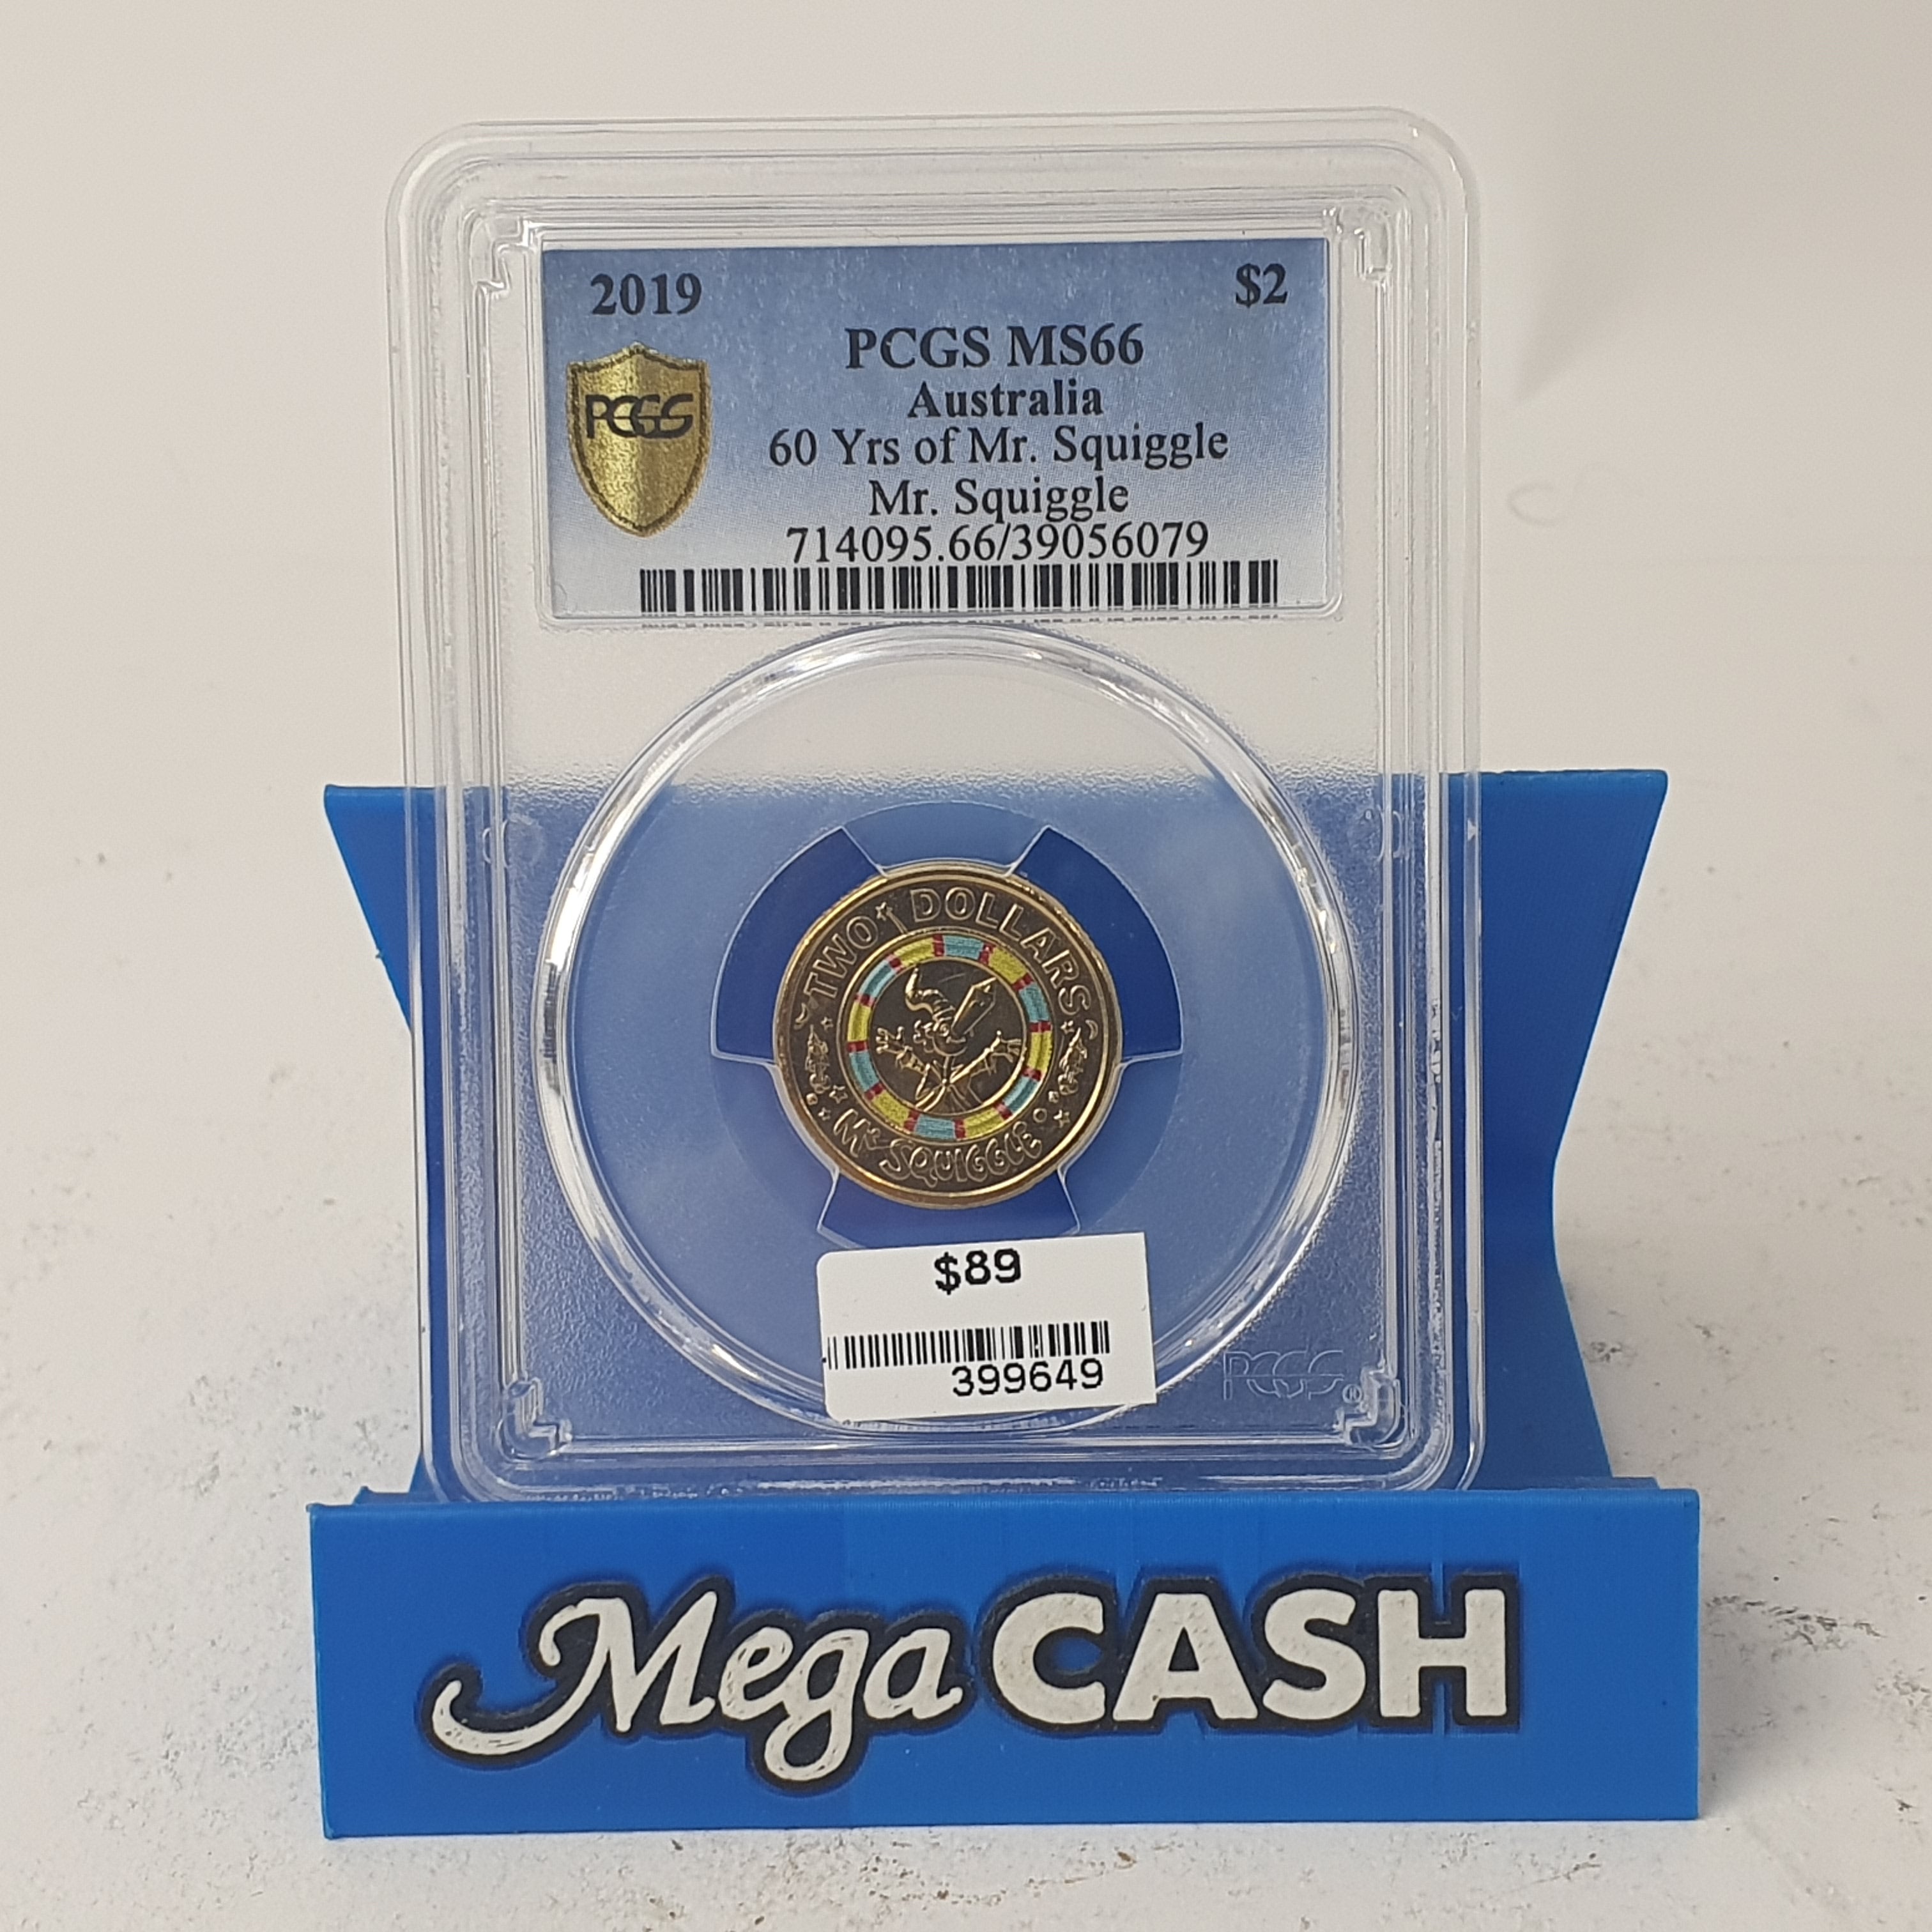 2019 $2
PCGS MS66
Australia
PCGS
60 Yrs of Mr. Squiggle
Mr. Squiggle
714095.66/39056079
TWO DOLLARS
Mr SQUIGGLE
$89
399649
PCGS
Mega CASH